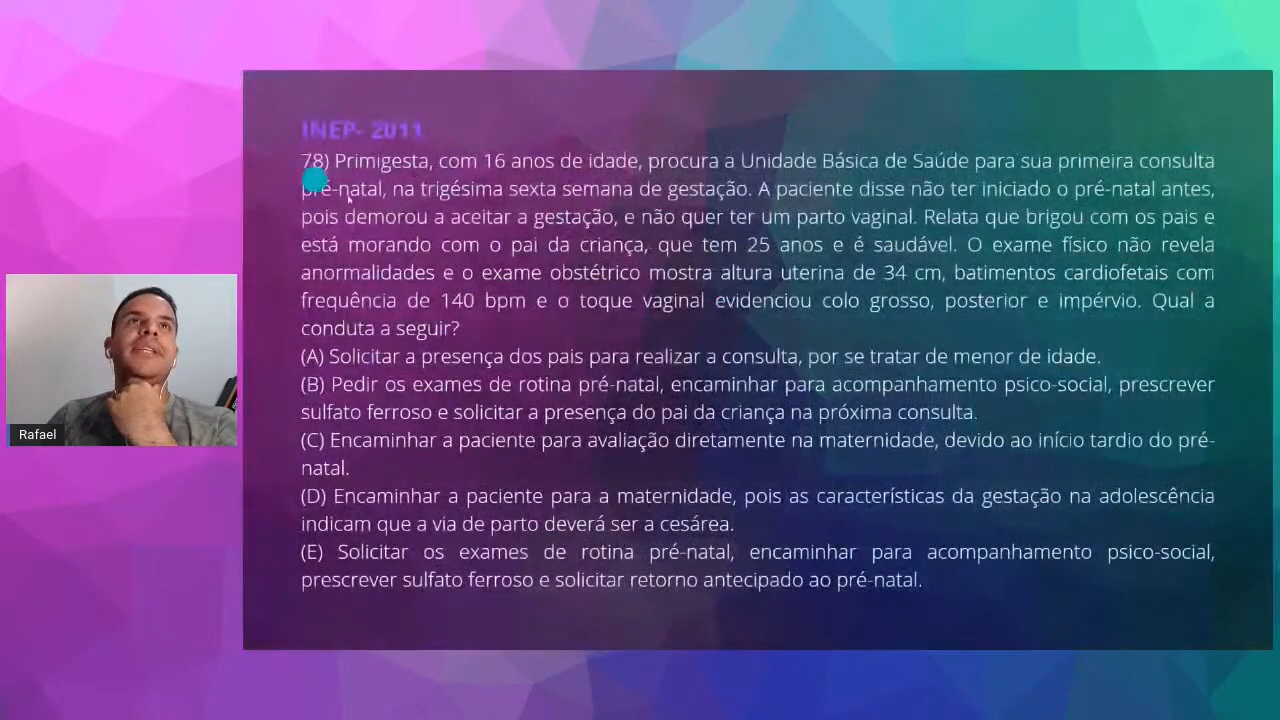 INEP- 2011
78) Primigesta, com 16 anos de idade, procura a Unidade Básica de Saúde para sua primeira consulta
pré-natal, na trigésima sexta semana de gestação. A paciente disse não ter iniciado o pré-natal antes,
pois demorou a aceitar a gestação, e não quer ter um parto vaginal. Relata que brigou com os pais e
está morando com o pai da criança, que tem 25 anos e é saudável. O exame físico não revela
anormalidades e o exame obstétrico mostra altura uterina de 34 cm, batimentos cardiofetais com
frequência de 140 bpm e o toque vaginal evidenciou colo grosso, posterior e impérvio. Qual a
conduta a seguir?
(A) Solicitar a presença dos pais para realizar a consulta, por se tratar de menor de idade.
(B) Pedir os exames de rotina pré-natal, encaminhar para acompanhamento psico-social, prescrever
sulfato ferroso e solicitar a presença do pai da criança na próxima consulta.
(C) Encaminhar a paciente para avaliação diretamente na maternidade, devido ao início tardio do pré-
natal.
(D) Encaminhar a paciente para a maternidade, pois as características da gestação na adolescência
indicam que a via de parto deverá ser a cesárea.
(E) Solicitar os exames de rotina pré-natal, encaminhar para acompanhamento psico-social,
prescrever sulfato ferroso e solicitar retorno antecipado ao pré-natal.
Rafael